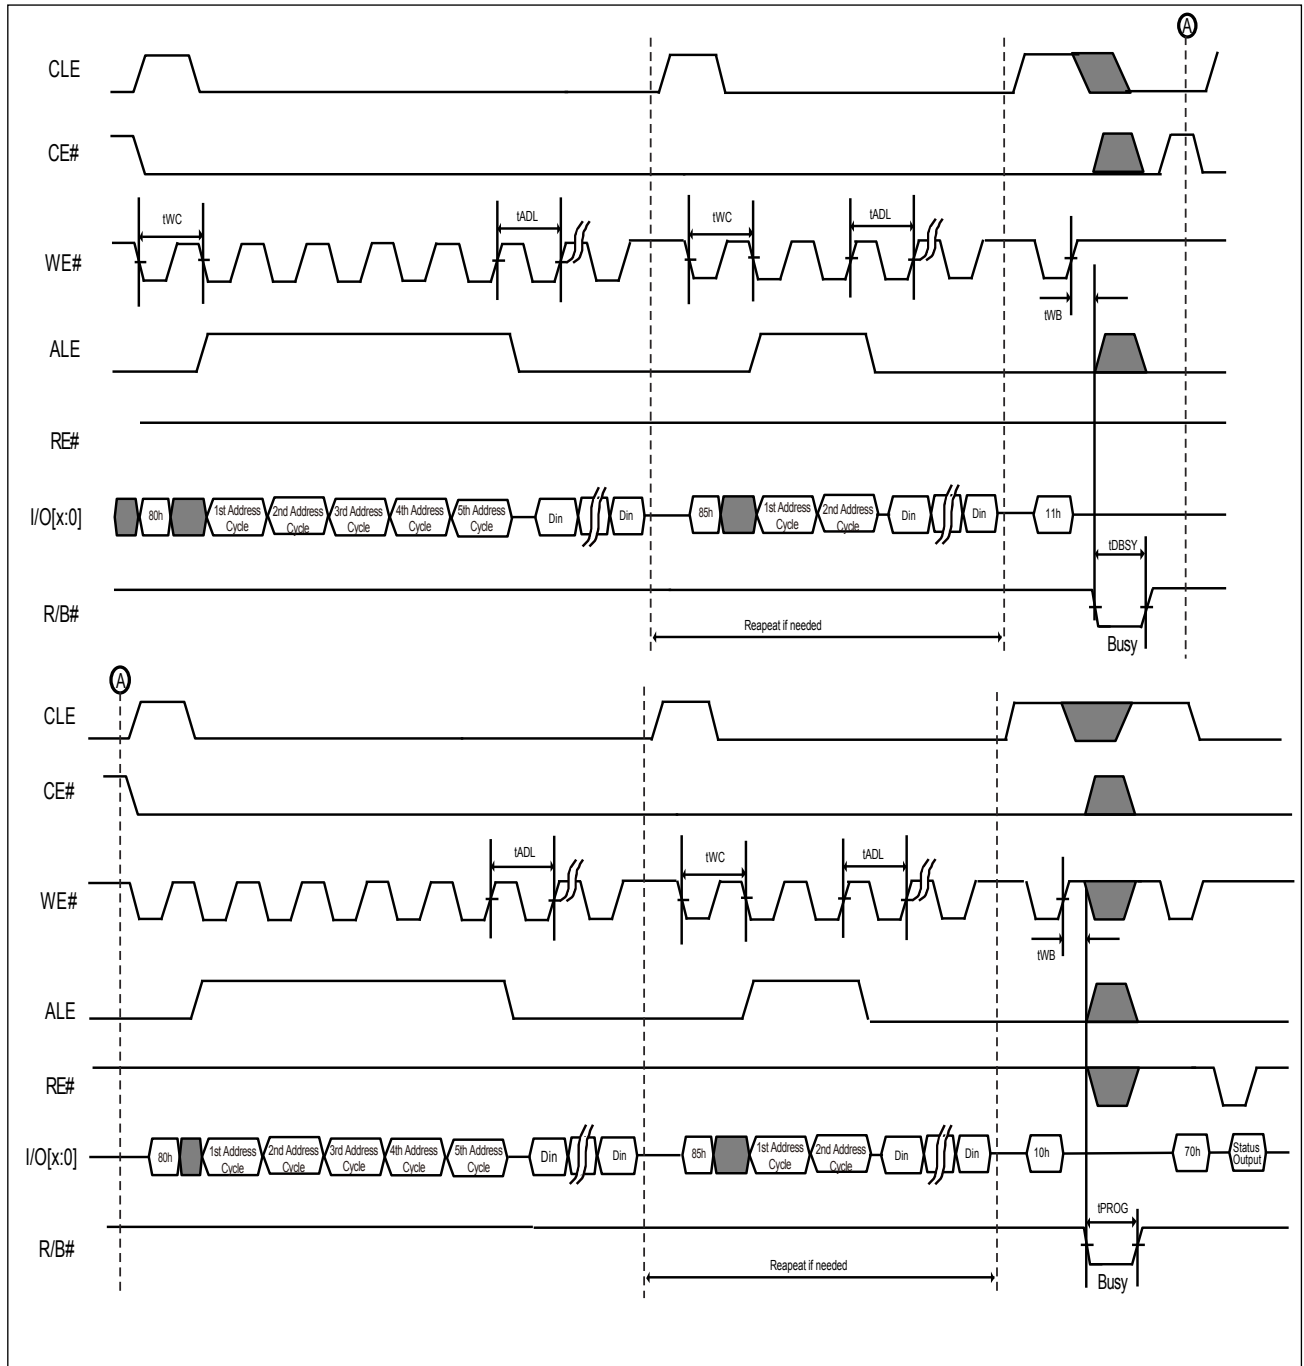 A
CLE
CE#
tWC
tADL
tWC
tADL
WE#
tWB
ALE
RE#
I/O[x:0]
80h
1st Address Cycle
2nd Address Cycle
3rd Address Cycle
4th Address Cycle
5th Address Cycle
Din
Din
85h
1st Address Cycle
2nd Address Cycle
Din
Din
11h
tDBSY
R/B#
Reapeat if needed
Busy
A
CLE
CE#
tADL
tWC
tADL
WE#
tWB
ALE
RE#
I/O[x:0]
80h
1st Address Cycle
2nd Address Cycle
3rd Address Cycle
4th Address Cycle
5th Address Cycle
Din
Din
85h
1st Address Cycle
2nd Address Cycle
Din
Din
10h
70h
Status Output
tPROG
R/B#
Reapeat if needed
Busy